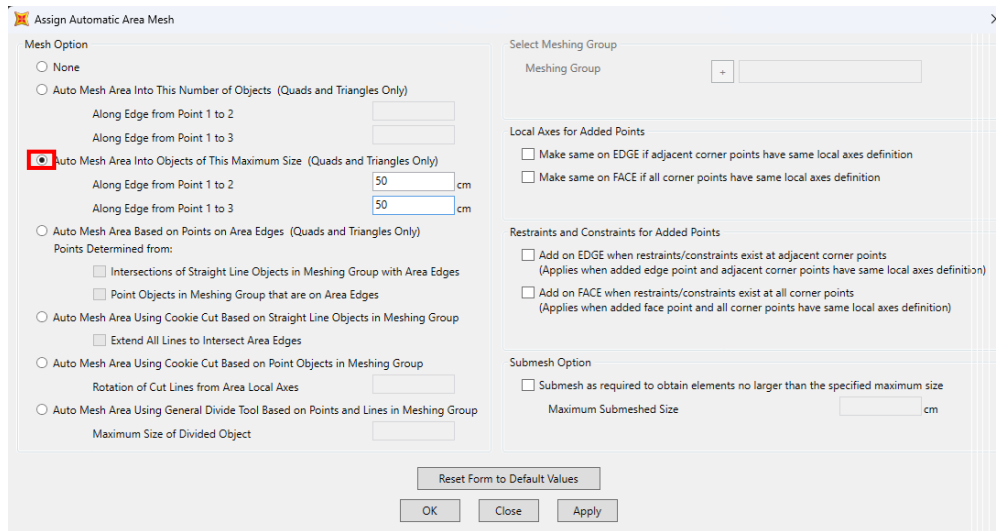 Assign Automatic Area Mesh
Mesh Option
None
Auto Mesh Area Into This Number of Objects (Quads and Triangles Only)
Along Edge from Point 1 to 2
Along Edge from Point 1 to 3
Auto Mesh Area Into Objects of This Maximum Size (Quads and Triangles Only)
Along Edge from Point 1 to 2 50 cm
Along Edge from Point 1 to 3 50 cm
Auto Mesh Area Based on Points on Area Edges (Quads and Triangles Only)
Points Determined from:
Intersections of Straight Line Objects in Meshing Group with Area Edges
Point Objects in Meshing Group that are on Area Edges
Auto Mesh Area Using Cookie Cut Based on Straight Line Objects in Meshing Group
Extend All Lines to Intersect Area Edges
Auto Mesh Area Using Cookie Cut Based on Point Objects in Meshing Group
Rotation of Cut Lines from Area Local Axes
Auto Mesh Area Using General Divide Tool Based on Points and Lines in Meshing Group
Maximum Size of Divided Object
Select Meshing Group
Meshing Group +
Local Axes for Added Points
Make same on EDGE if adjacent corner points have same local axes definition
Make same on FACE if all corner points have same local axes definition
Restraints and Constraints for Added Points
Add on EDGE when restraints/constraints exist at adjacent corner points
(Applies when added edge point and adjacent corner points have same local axes definition)
Add on FACE when restraints/constraints exist at all corner points
(Applies when added face point and all corner points have same local axes definition)
Submesh Option
Submesh as required to obtain elements no larger than the specified maximum size
Maximum Submeshed Size cm
Reset Form to Default Values
OK Close Apply